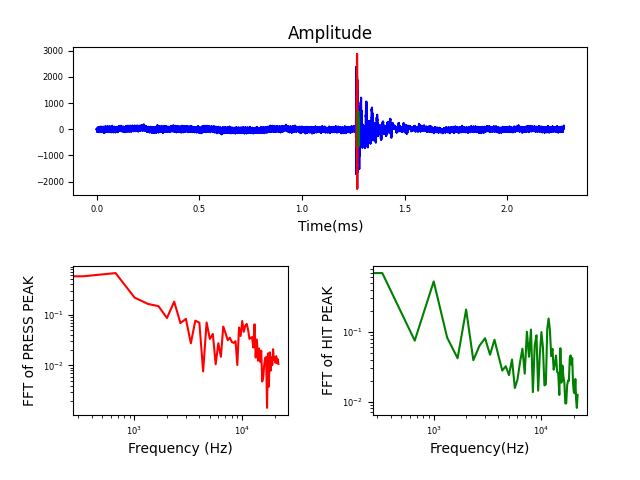 Amplitude
3000
2000
1000
0
−1000
−2000
0.0 0.5 1.0 1.5 2.0
Time(ms)
FFT of PRESS PEAK
10⁻¹
10⁻²
10³ 10⁴
Frequency (Hz)
FFT of HIT PEAK
10⁻¹
10⁻²
10³ 10⁴
Frequency(Hz)